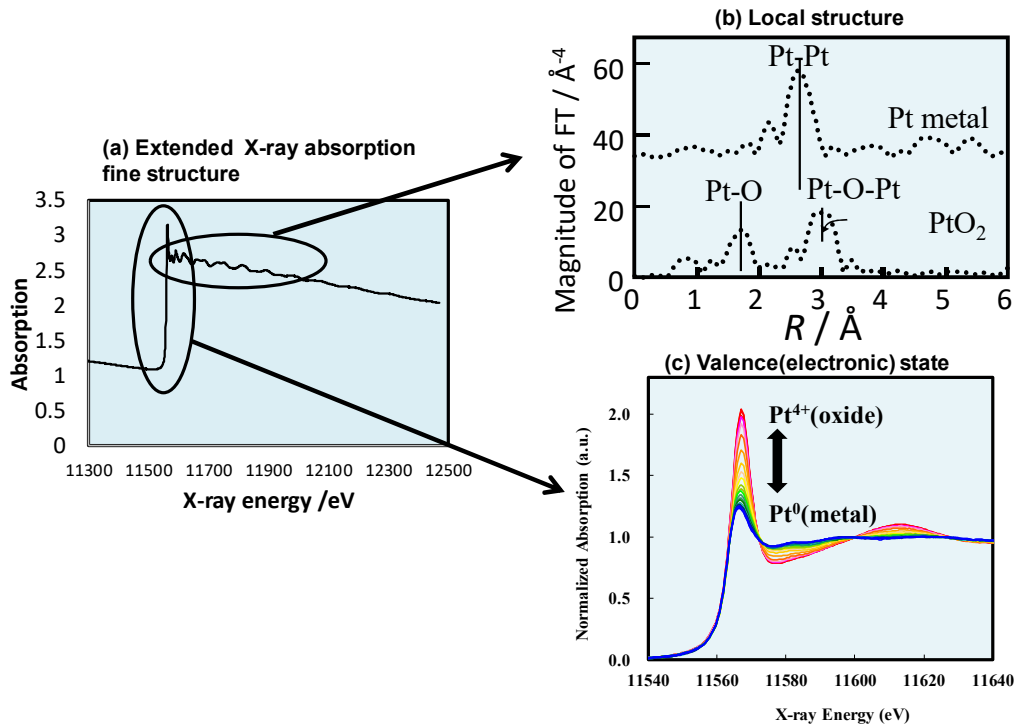 (a) Extended X-ray absorption
fine structure
Absorption
3.5
3
2.5
2
1.5
1
0.5
0
11300 11500 11700 11900 12100 12300 12500
X-ray energy /eV
(b) Local structure
Magnitude of FT / Å-4
60
40
20
0
Pt-Pt
Pt metal
Pt-O
Pt-O-Pt
PtO2
0 1 2 3 4 5 6
R / Å
(c) Valence(electronic) state
Normalized Absorption (a.u.)
2.0
1.0
0.5
0.0
Pt4+(oxide)
Pt0(metal)
11540 11560 11580 11600 11620 11640
X-ray Energy (eV)